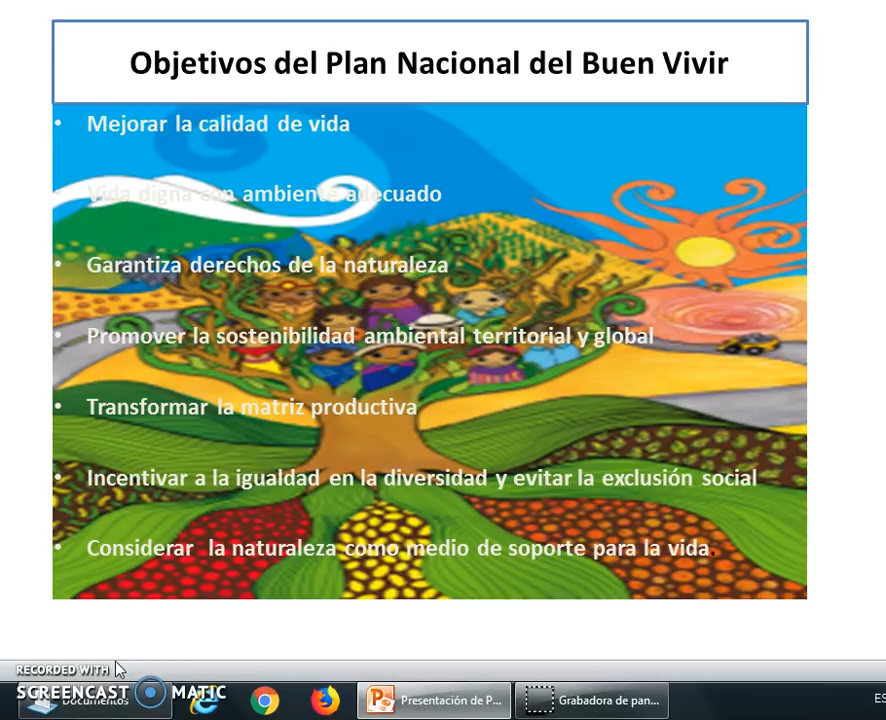 Objetivos del Plan Nacional del Buen Vivir
• Mejorar la calidad de vida
• Vida digna con ambiente adecuado
• Garantiza derechos de la naturaleza
• Promover la sostenibilidad ambiental territorial y global
• Transformar la matriz productiva
• Incentivar a la igualdad en la diversidad y evitar la exclusión social
• Considerar la naturaleza como medio de soporte para la vida.
RECORDED WITH
SCREENCAST MATIC
Documentos
Presentación de P...
Grabadora de pan...
ES